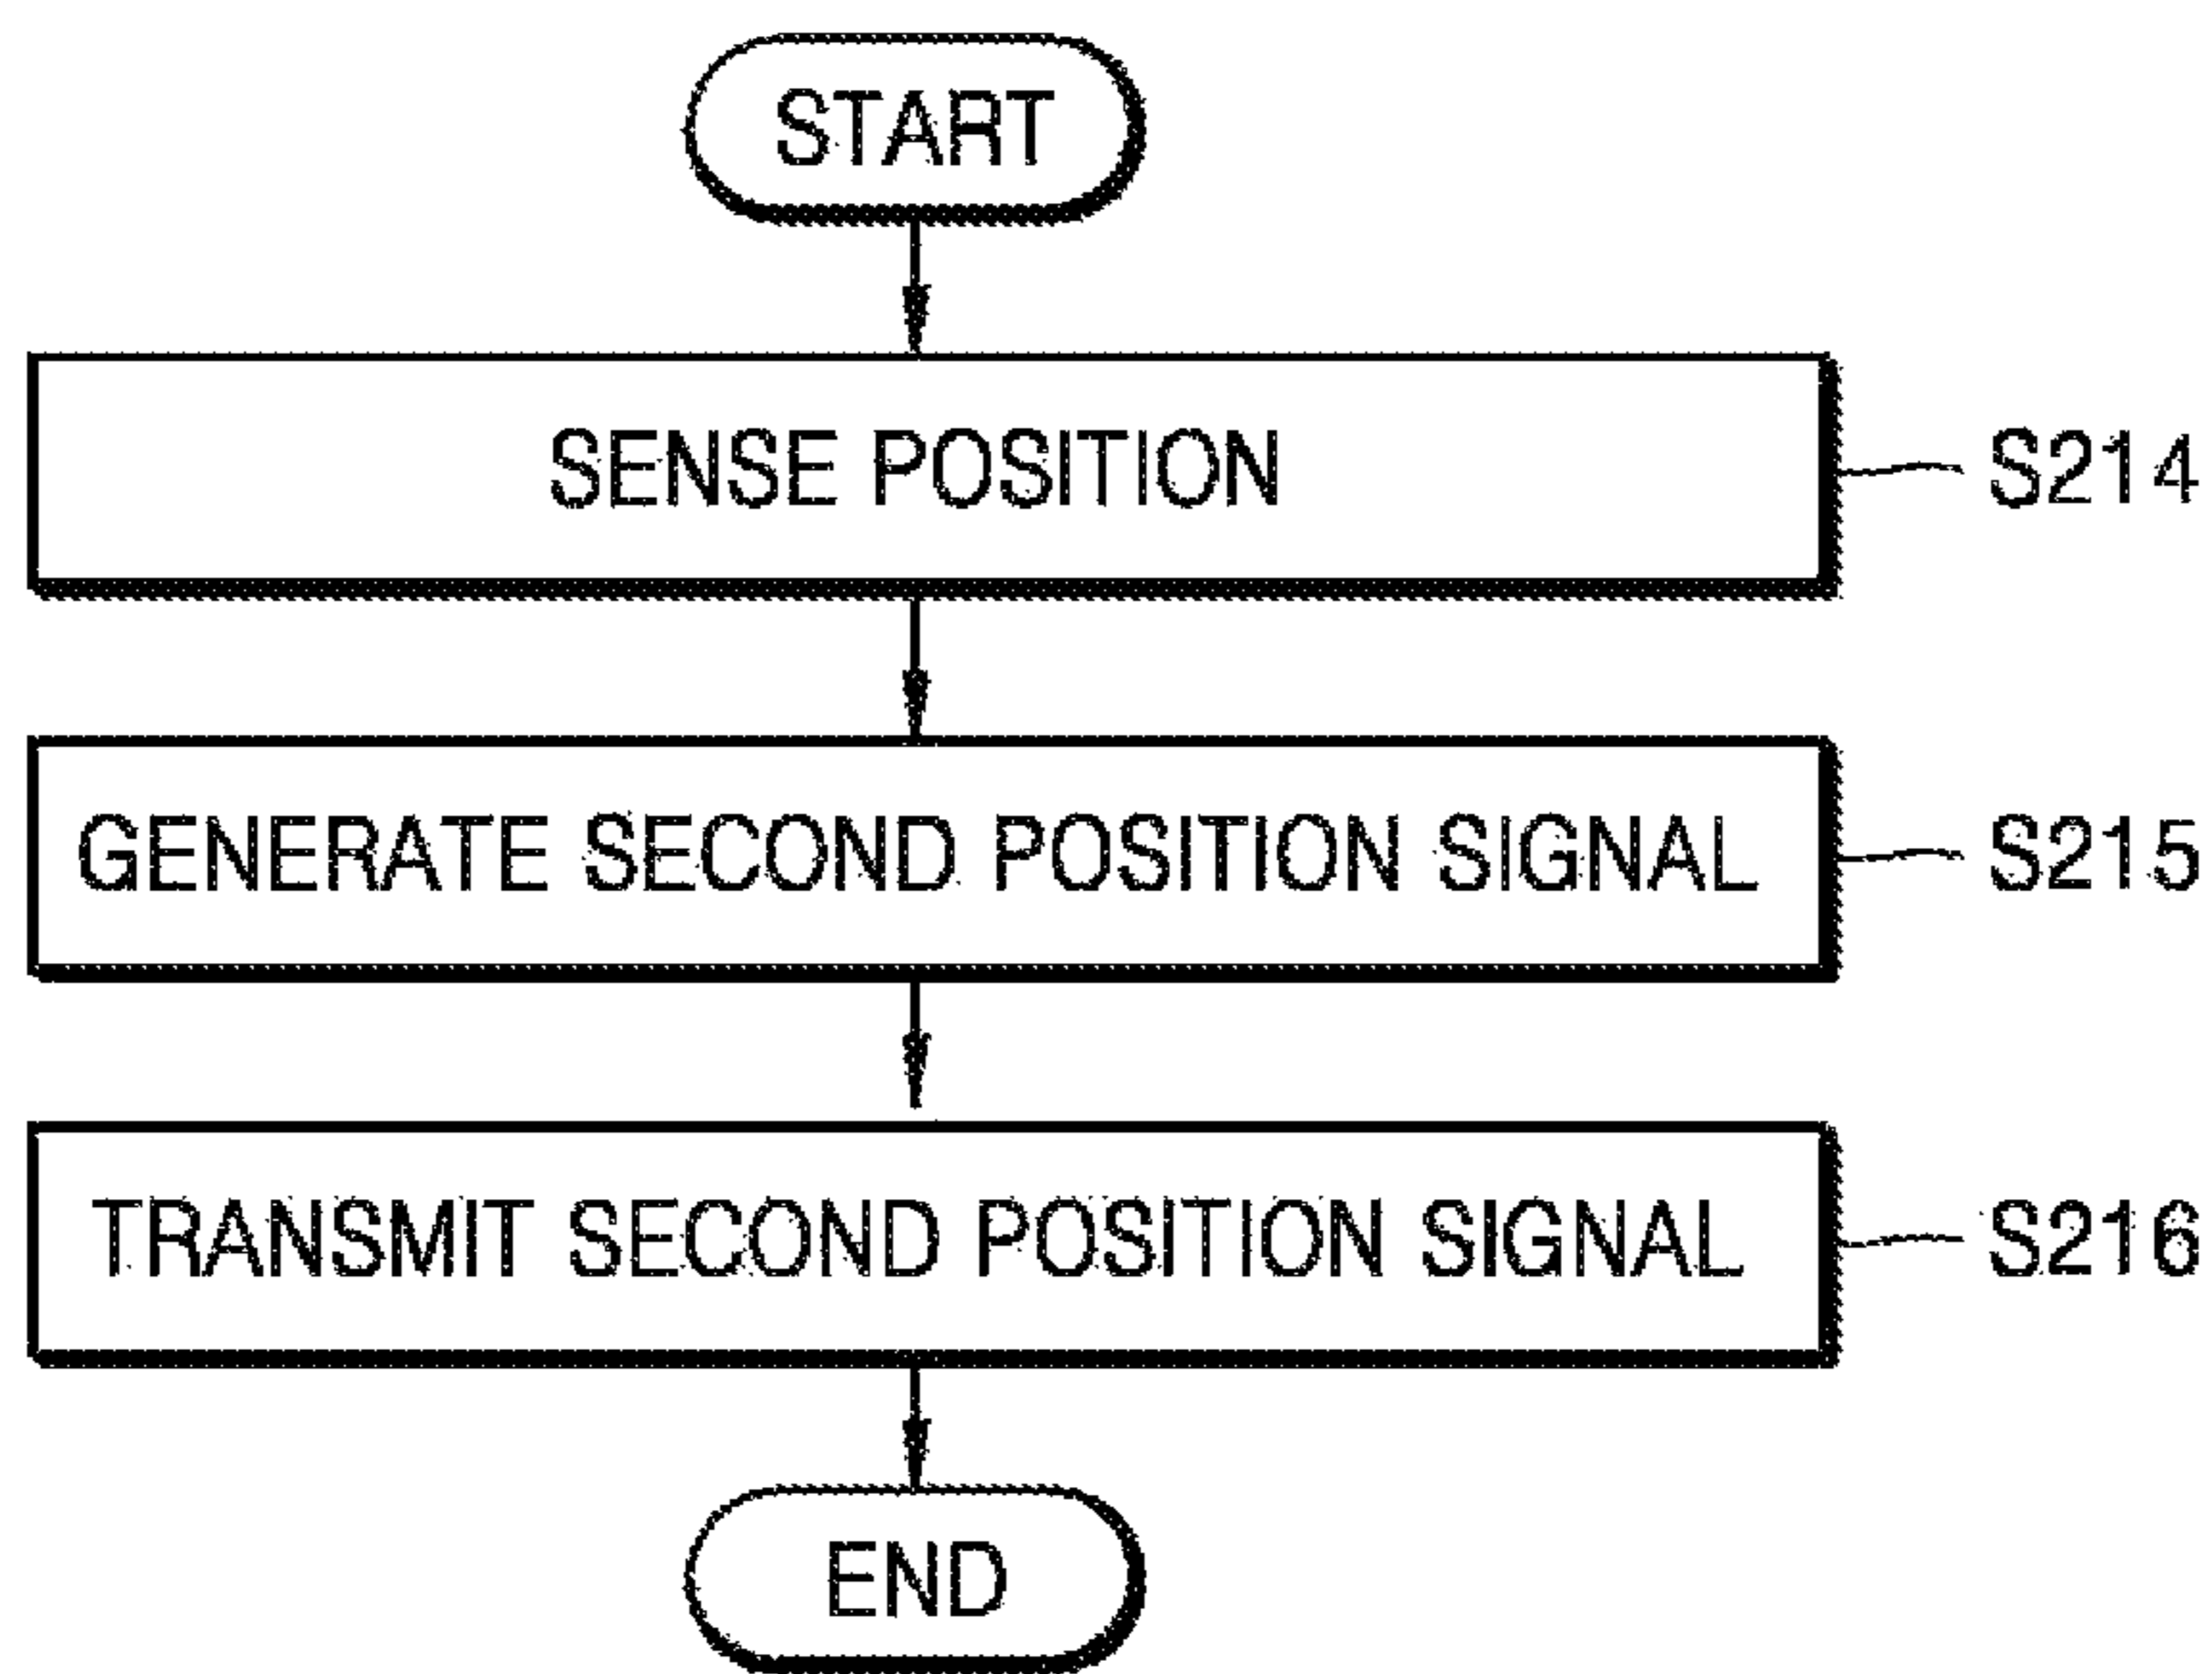 START
SENSE POSITION
S214
GENERATE SECOND POSITION SIGNAL
S215
TRANSMIT SECOND POSITION SIGNAL
S216
END